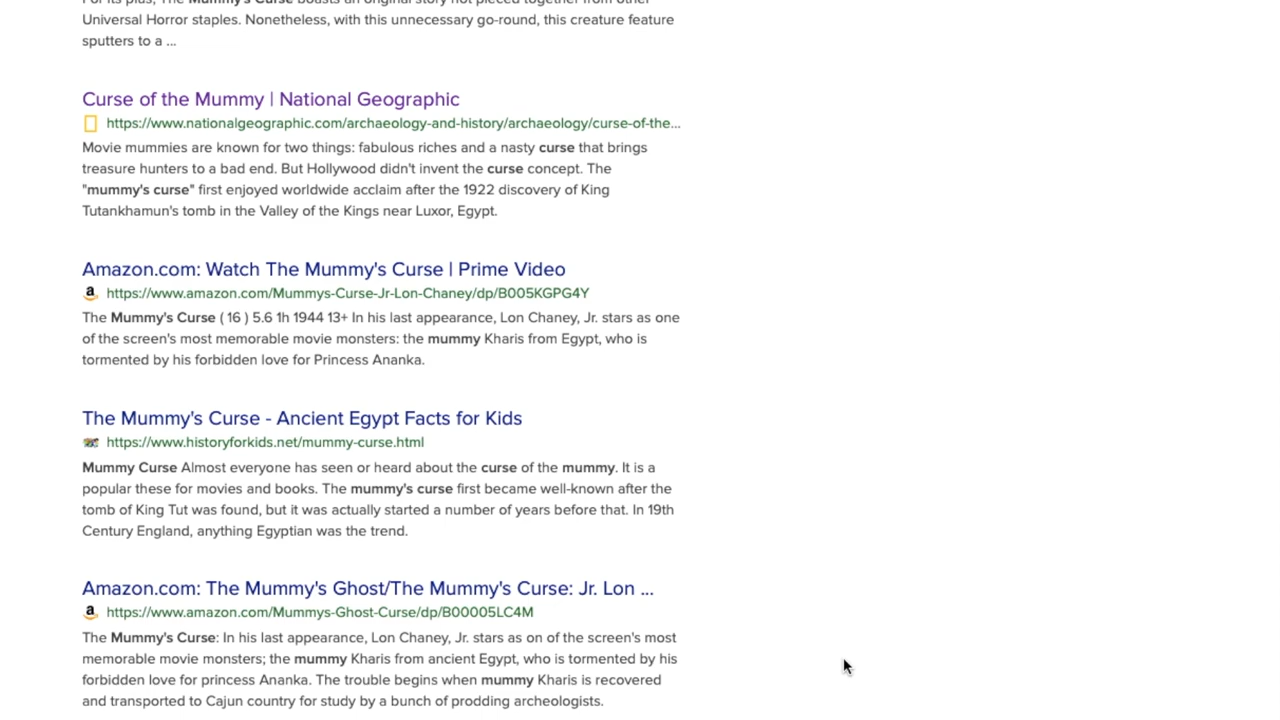 Universal Horror staples. Nonetheless, with this unnecessary go-round, this creature feature
sputters to a ...
Curse of the Mummy | National Geographic
https://www.nationalgeographic.com/archaeology-and-history/archaeology/curse-of-the...
Movie mummies are known for two things: fabulous riches and a nasty curse that brings
treasure hunters to a bad end. But Hollywood didn't invent the curse concept. The
"mummy's curse" first enjoyed worldwide acclaim after the 1922 discovery of King
Tutankhamun's tomb in the Valley of the Kings near Luxor, Egypt.
Amazon.com: Watch The Mummy's Curse | Prime Video
https://www.amazon.com/Mummys-Curse-Jr-Lon-Chaney/dp/B005KGPG4Y
The Mummy's Curse ( 16 ) 5.6 1h 1944 13+ In his last appearance, Lon Chaney, Jr. stars as one
of the screen's most memorable movie monsters: the mummy Kharis from Egypt, who is
tormented by his forbidden love for Princess Ananka.
The Mummy's Curse - Ancient Egypt Facts for Kids
https://www.historyforkids.net/mummy-curse.html
Mummy Curse Almost everyone has seen or heard about the curse of the mummy. It is a
popular these for movies and books. The mummy's curse first became well-known after the
tomb of King Tut was found, but it was actually started a number of years before that. In 19th
Century England, anything Egyptian was the trend.
Amazon.com: The Mummy's Ghost/The Mummy's Curse: Jr. Lon ...
https://www.amazon.com/Mummys-Ghost-Curse/dp/B00005LC4M
The Mummy's Curse: In his last appearance, Lon Chaney, Jr. stars as on of the screen's most
memorable movie monsters; the mummy Kharis from ancient Egypt, who is tormented by his
forbidden love for princess Ananka. The trouble begins when mummy Kharis is recovered
and transported to Cajun country for study by a bunch of prodding archeologists.